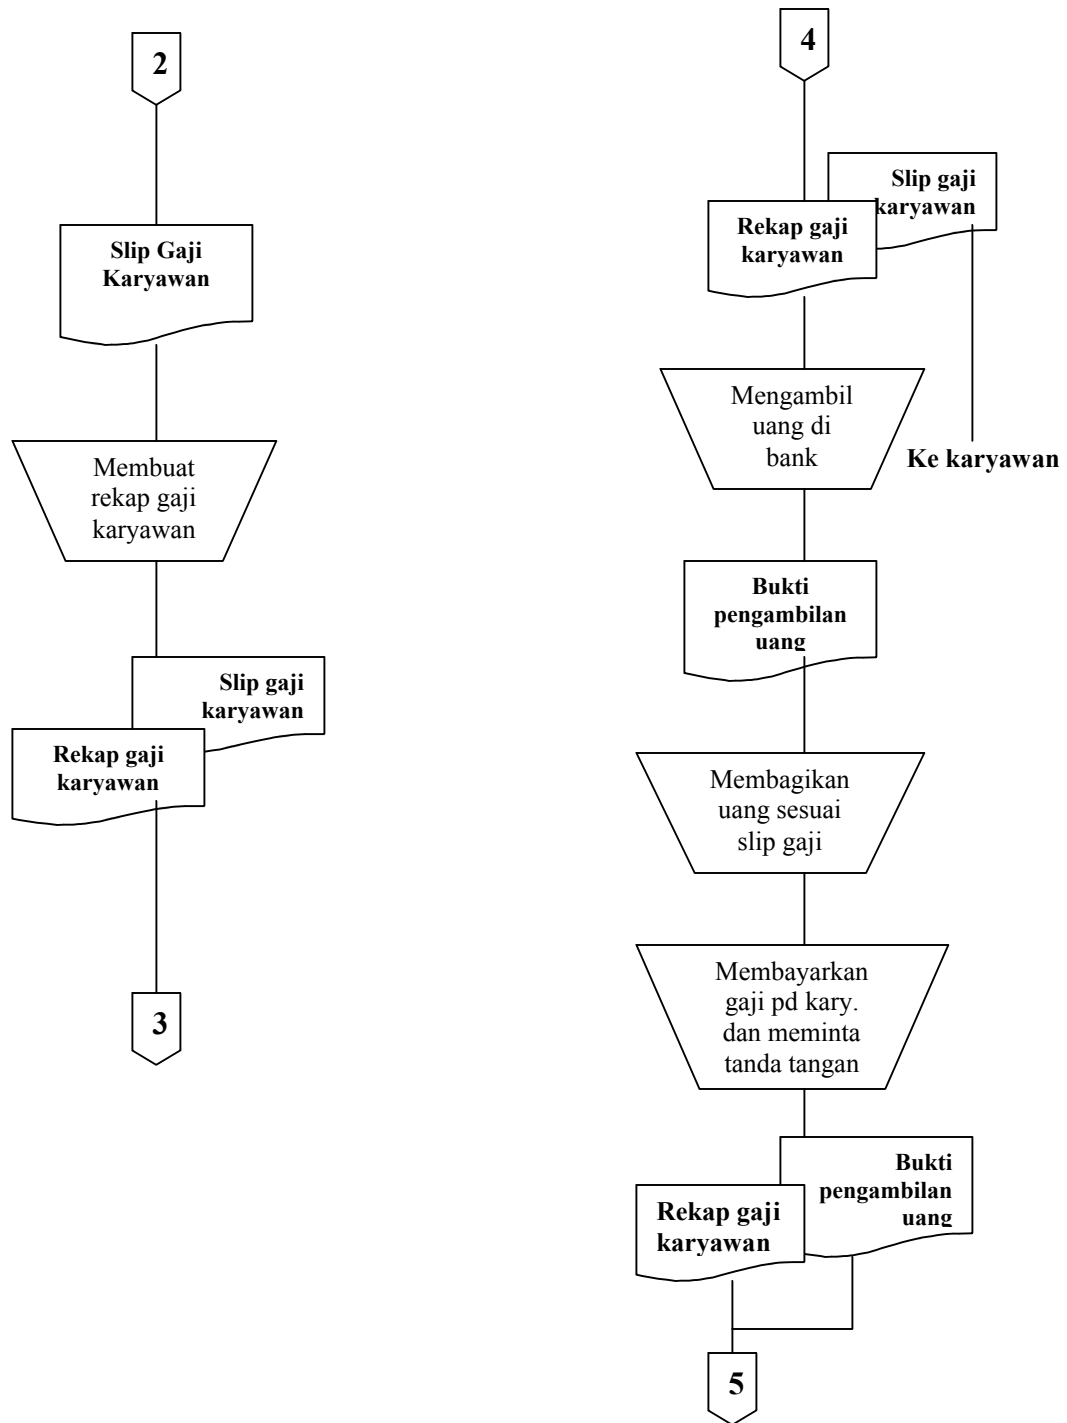 2
Slip Gaji
Karyawan
Membuat
rekap gaji
karyawan
Slip gaji
karyawan
Rekap gaji
karyawan
3
4
Slip gaji
karyawan
Rekap gaji
karyawan
Mengambil
uang di
bank
Ke karyawan
Bukti
pengambilan
uang
Membagikan
uang sesuai
slip gaji
Membayarkan
gaji pd kary.
dan meminta
tanda tangan
Bukti
pengambilan
uang
Rekap gaji
karyawan
5